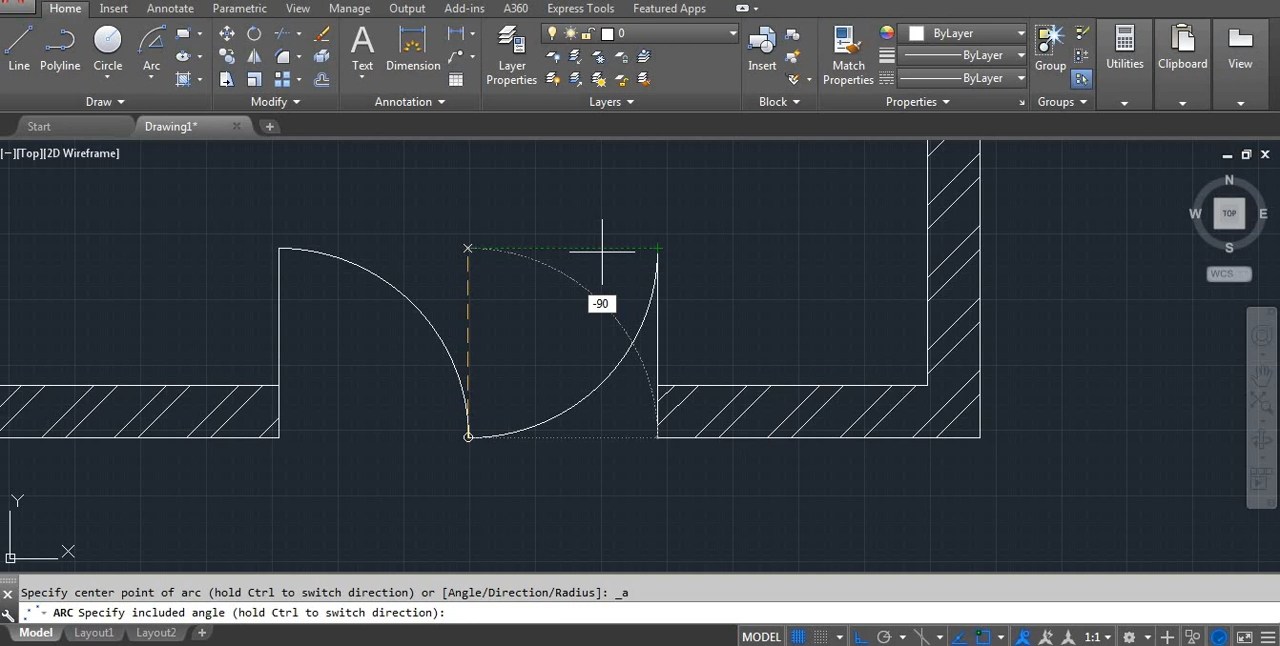 Home Insert Annotate Parametric View Manage Output Add-ins A360 Express Tools Featured Apps
Line Polyline Circle Arc
Text Dimension
Layer Properties
0
Insert
Match Properties
ByLayer
ByLayer
ByLayer
Group
Utilities
Clipboard
View
Draw Modify Annotation Layers Block Properties Groups
Start Drawing1*
[−][Top][2D Wireframe]
N
W TOP E
S
WCS
-90
Y
X
Specify center point of arc (hold Ctrl to switch direction) or [Angle/Direction/Radius]: _a
ARC Specify included angle (hold Ctrl to switch direction):
Model Layout1 Layout2 +
MODEL 1:1